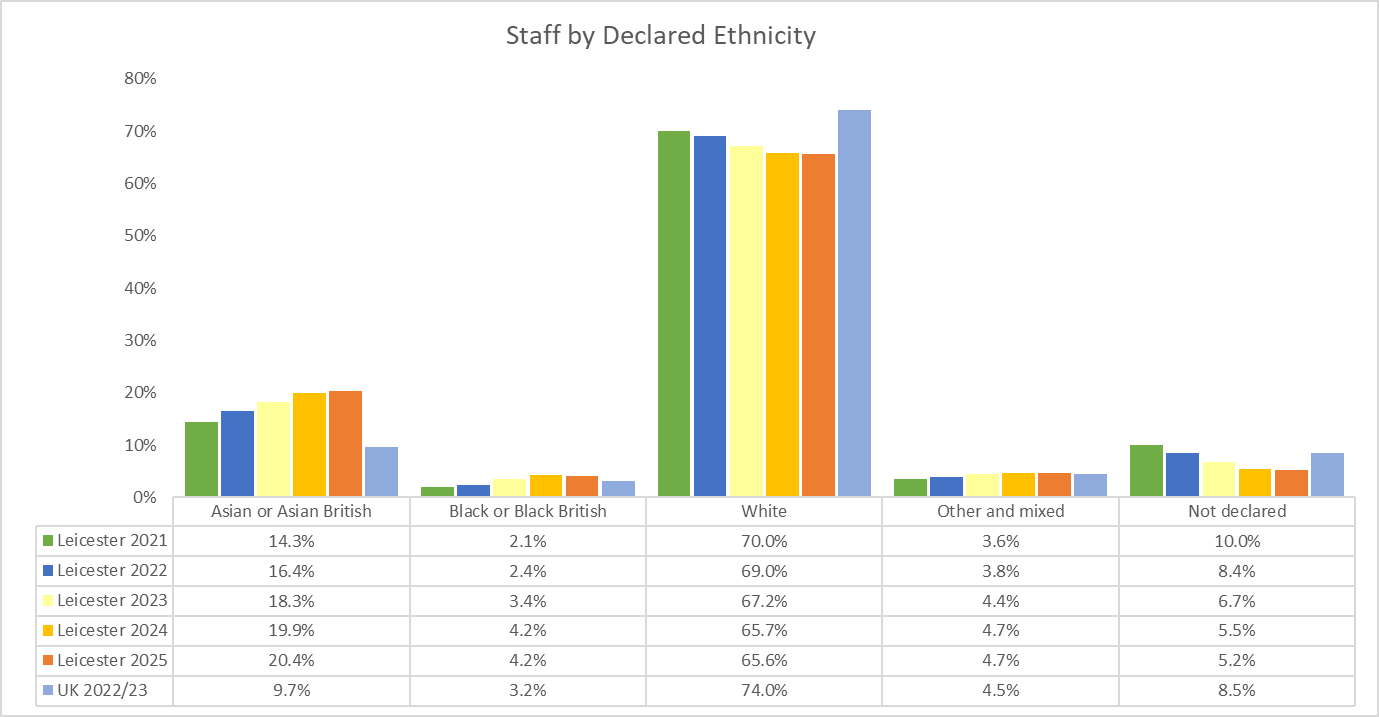 Staff by Declared Ethnicity
80%
70%
60%
50%
40%
30%
20%
10%
0%
Asian or Asian British Black or Black British White Other and mixed Not declared
Leicester 2021 14.3% 2.1% 70.0% 3.6% 10.0%
Leicester 2022 16.4% 2.4% 69.0% 3.8% 8.4%
Leicester 2023 18.3% 3.4% 67.2% 4.4% 6.7%
Leicester 2024 19.9% 4.2% 65.7% 4.7% 5.5%
Leicester 2025 20.4% 4.2% 65.6% 4.7% 5.2%
UK 2022/23 9.7% 3.2% 74.0% 4.5% 8.5%